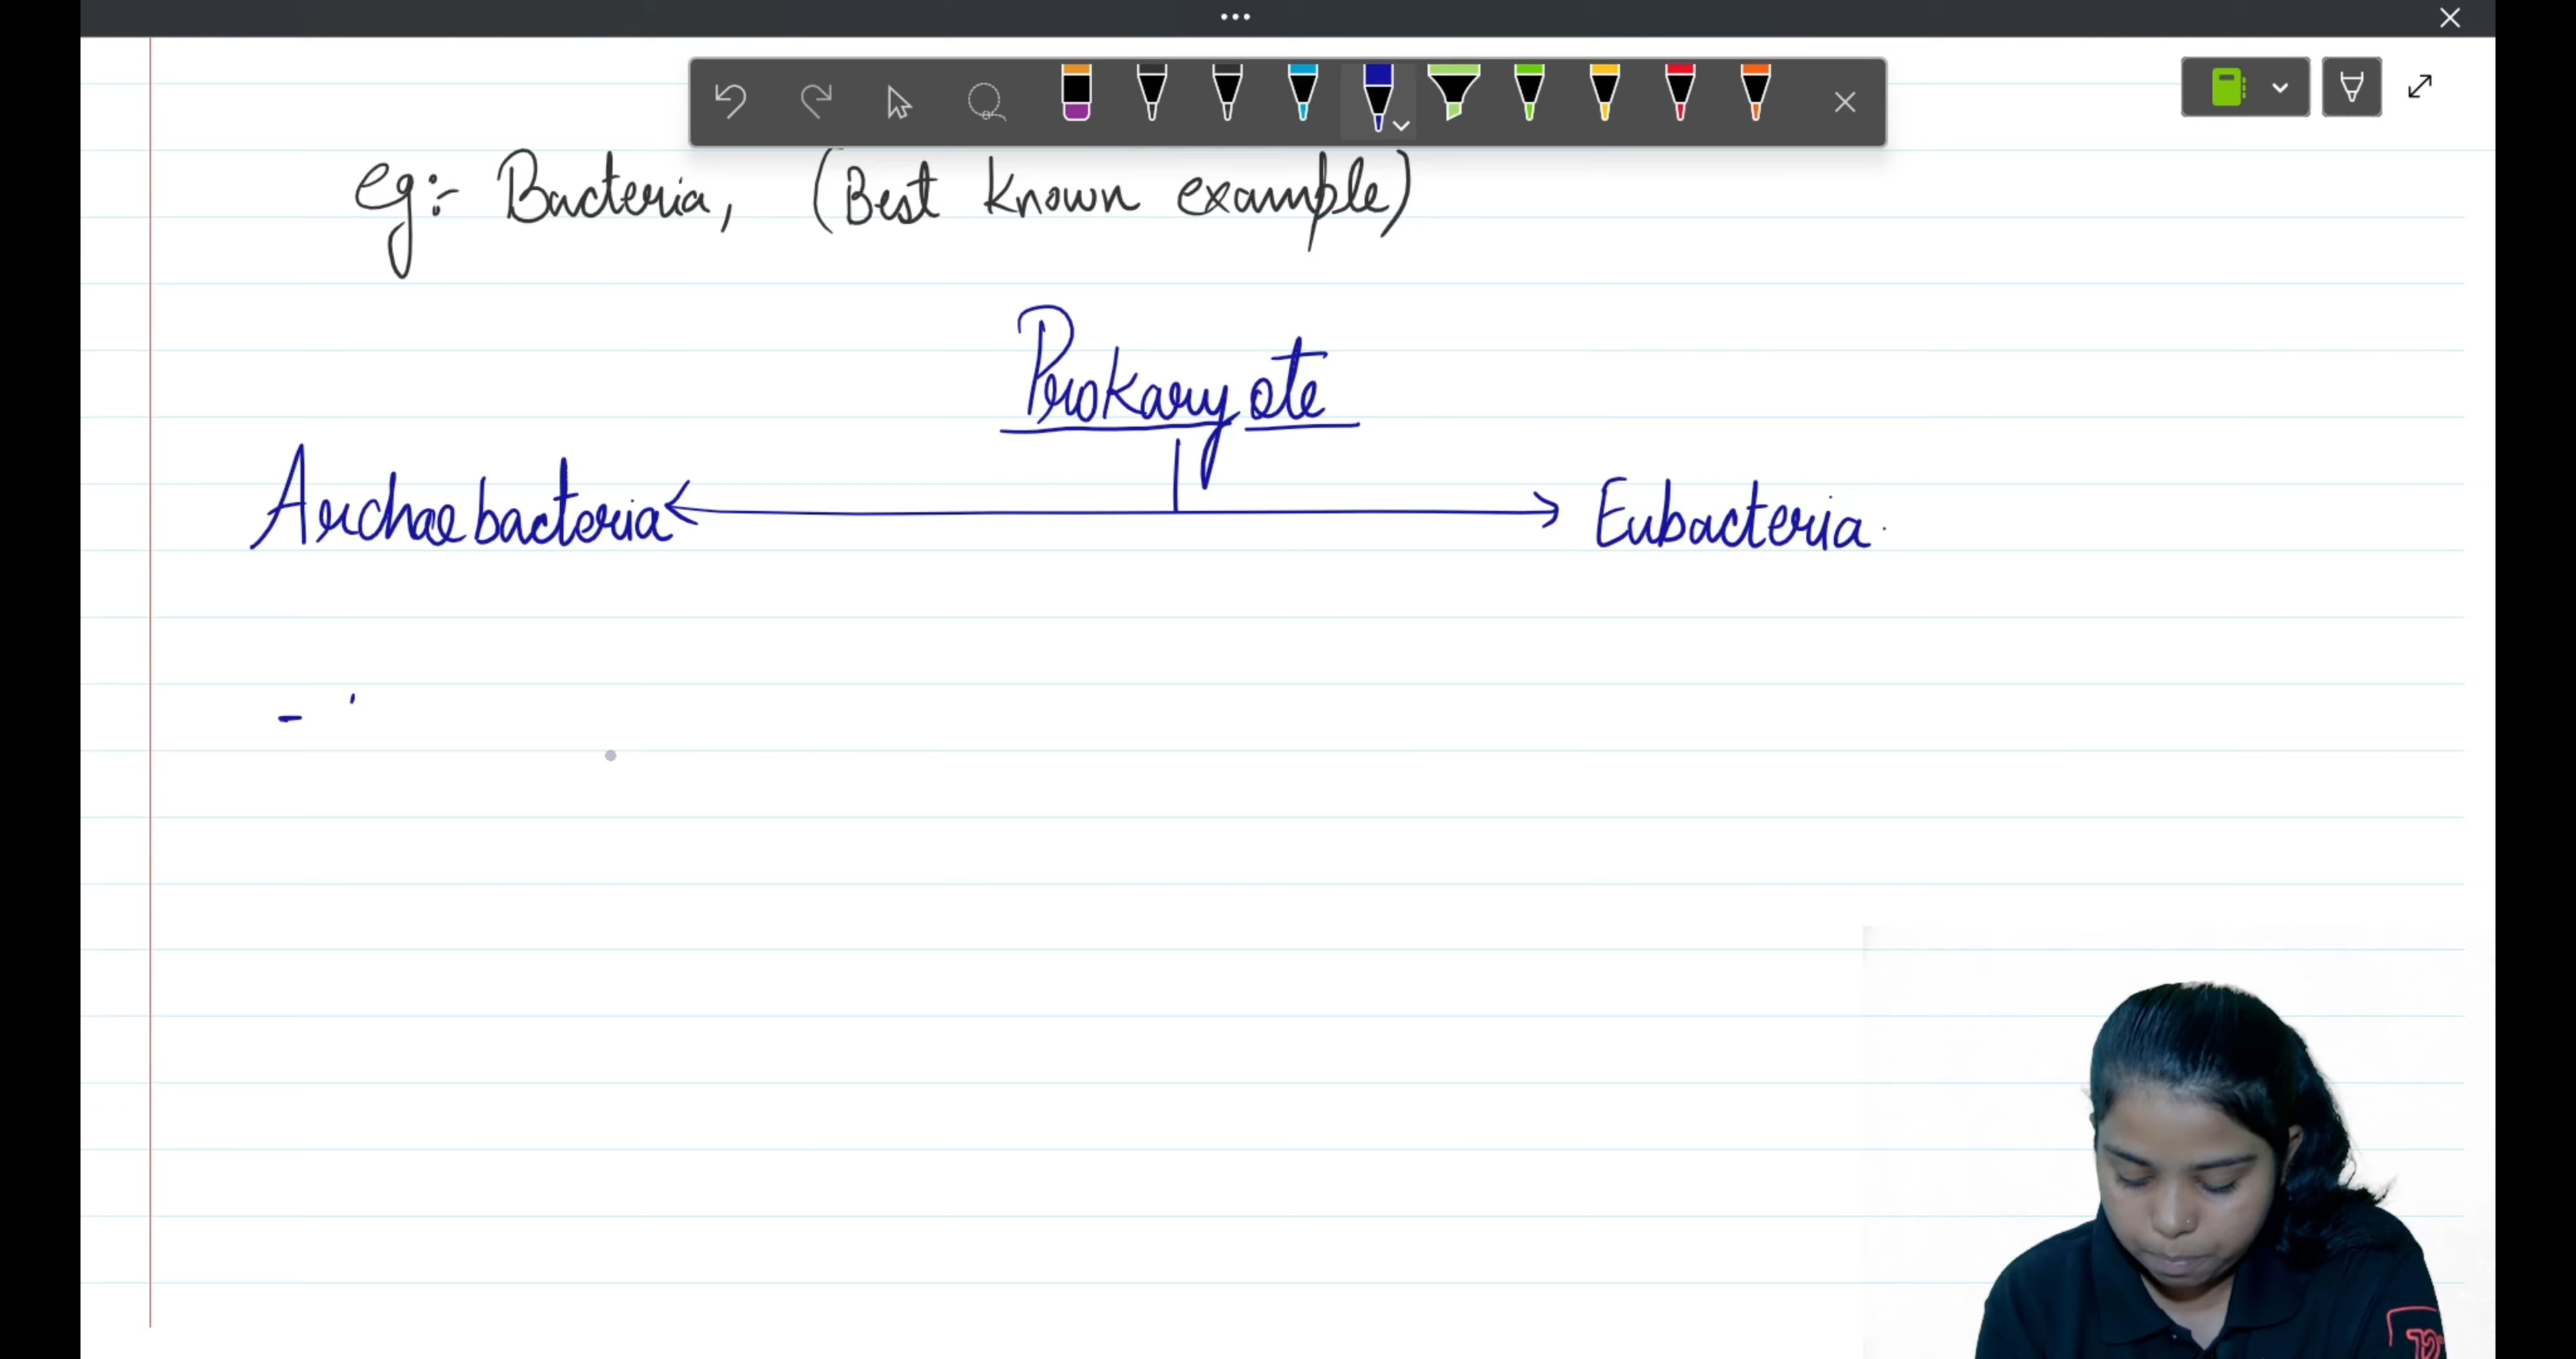 eg:- Bacteria, (Best known example)
Prokaryote
Archaebacteria Eubacteria.
-